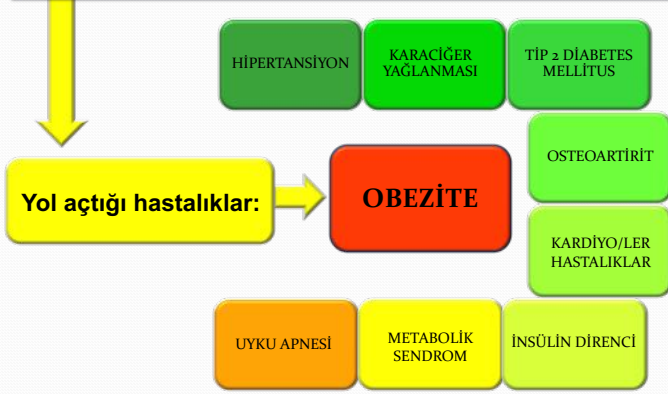 HİPERTANSİYON
KARACİĞER
YAĞLANMASI
TİP 2 DİABETES
MELLİTUS
OSTEOARTİRİT
Yol açtığı hastalıklar:
OBEZİTE
KARDİYO/LER
HASTALIKLAR
UYKU APNESİ
METABOLİK
SENDROM
İNSÜLİN DİRENCİ